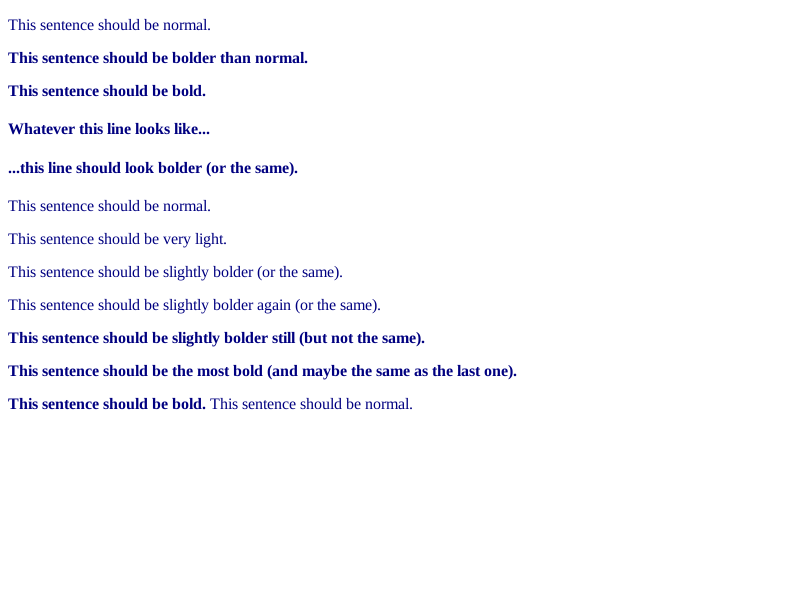 This sentence should be normal.
This sentence should be bolder than normal.
This sentence should be bold.
Whatever this line looks like...
...this line should look bolder (or the same).
This sentence should be normal.
This sentence should be very light.
This sentence should be slightly bolder (or the same).
This sentence should be slightly bolder again (or the same).
This sentence should be slightly bolder still (but not the same).
This sentence should be the most bold (and maybe the same as the last one).
This sentence should be bold. This sentence should be normal.